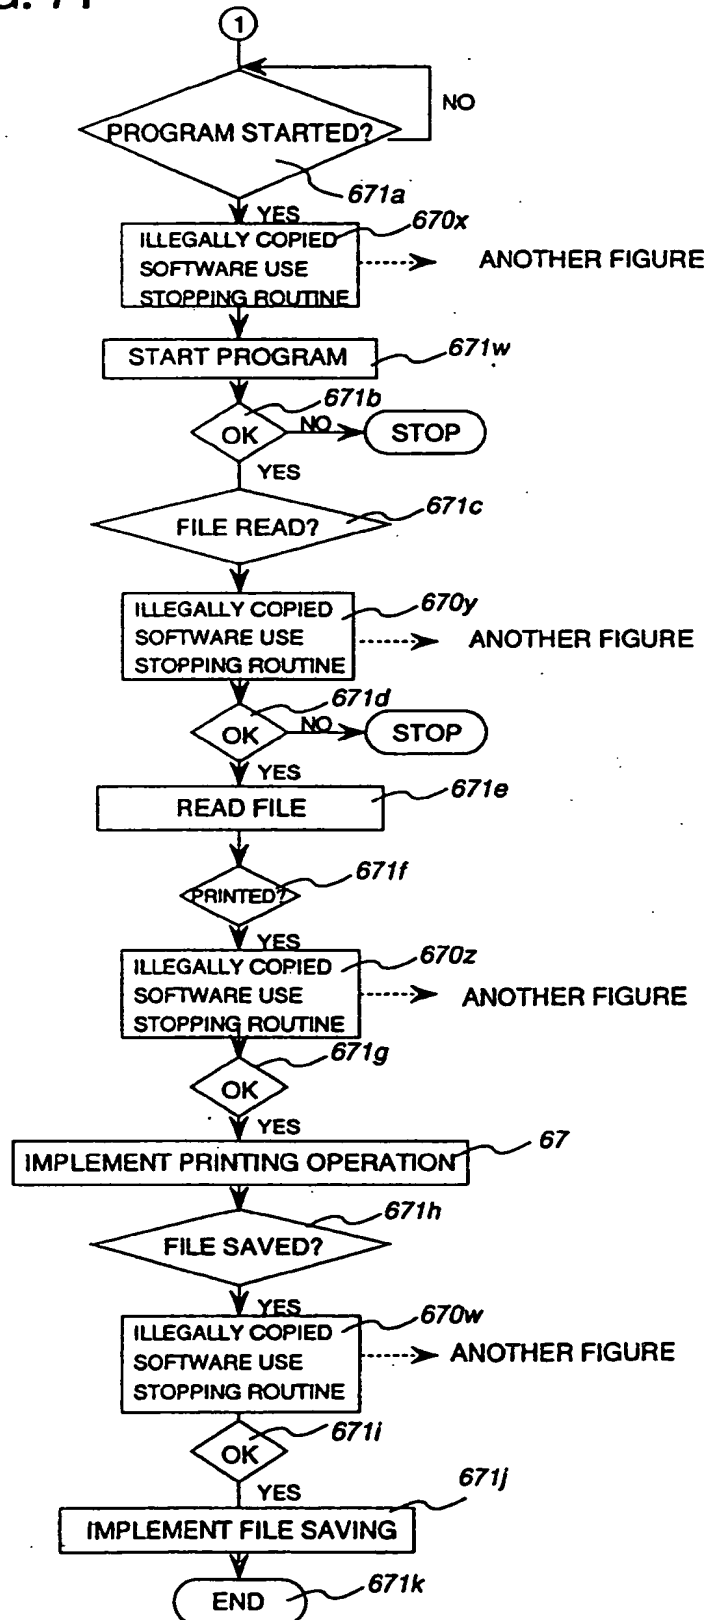 1
PROGRAM STARTED?
NO
671a
YES
670x
ILLEGALLY COPIED
SOFTWARE USE
STOPPING ROUTINE
ANOTHER FIGURE
START PROGRAM
671w
671b
OK
NO
STOP
YES
FILE READ?
671c
ILLEGALLY COPIED
SOFTWARE USE
STOPPING ROUTINE
670y
ANOTHER FIGURE
671d
OK
NO
STOP
YES
READ FILE
671e
PRINTED?
671f
YES
ILLEGALLY COPIED
SOFTWARE USE
STOPPING ROUTINE
670z
ANOTHER FIGURE
671g
OK
YES
IMPLEMENT PRINTING OPERATION
67
671h
FILE SAVED?
YES
ILLEGALLY COPIED
SOFTWARE USE
STOPPING ROUTINE
670w
ANOTHER FIGURE
671i
OK
YES
671j
IMPLEMENT FILE SAVING
END
671k